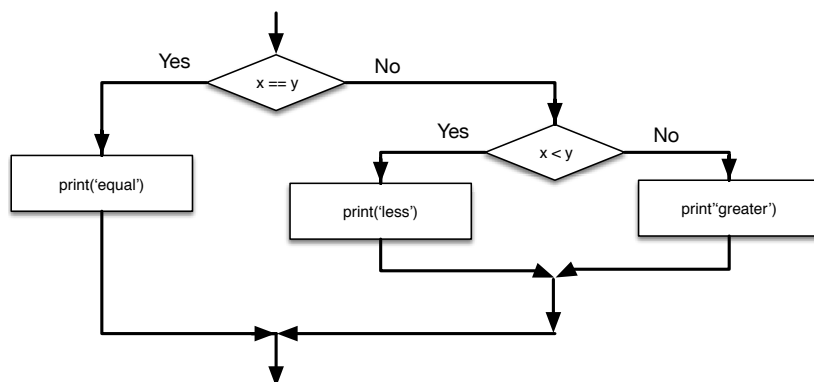 Yes
x == y
No
Yes
x < y
No
print(‘equal’)
print(‘less’)
print‘‘greater’)